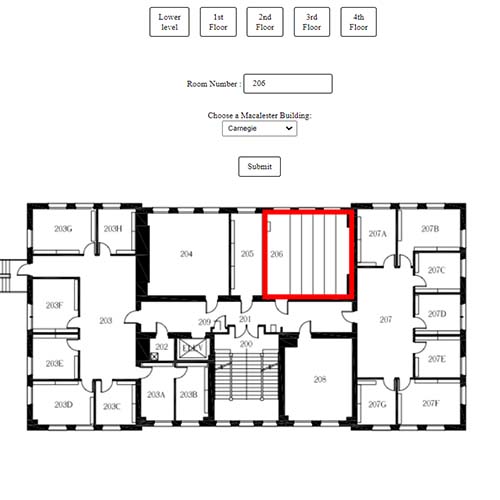 Lower level
1st Floor
2nd Floor
3rd Floor
4th Floor
Room Number : 206
Choose a Macalester Building:
Carnegie
Submit
203G 203H 204 205 206 207A 207B
207C
203F 203 209 201 207 207D
202 ELEV 200
203E 207E
203D 203C 203A 203B 208 207G 207F